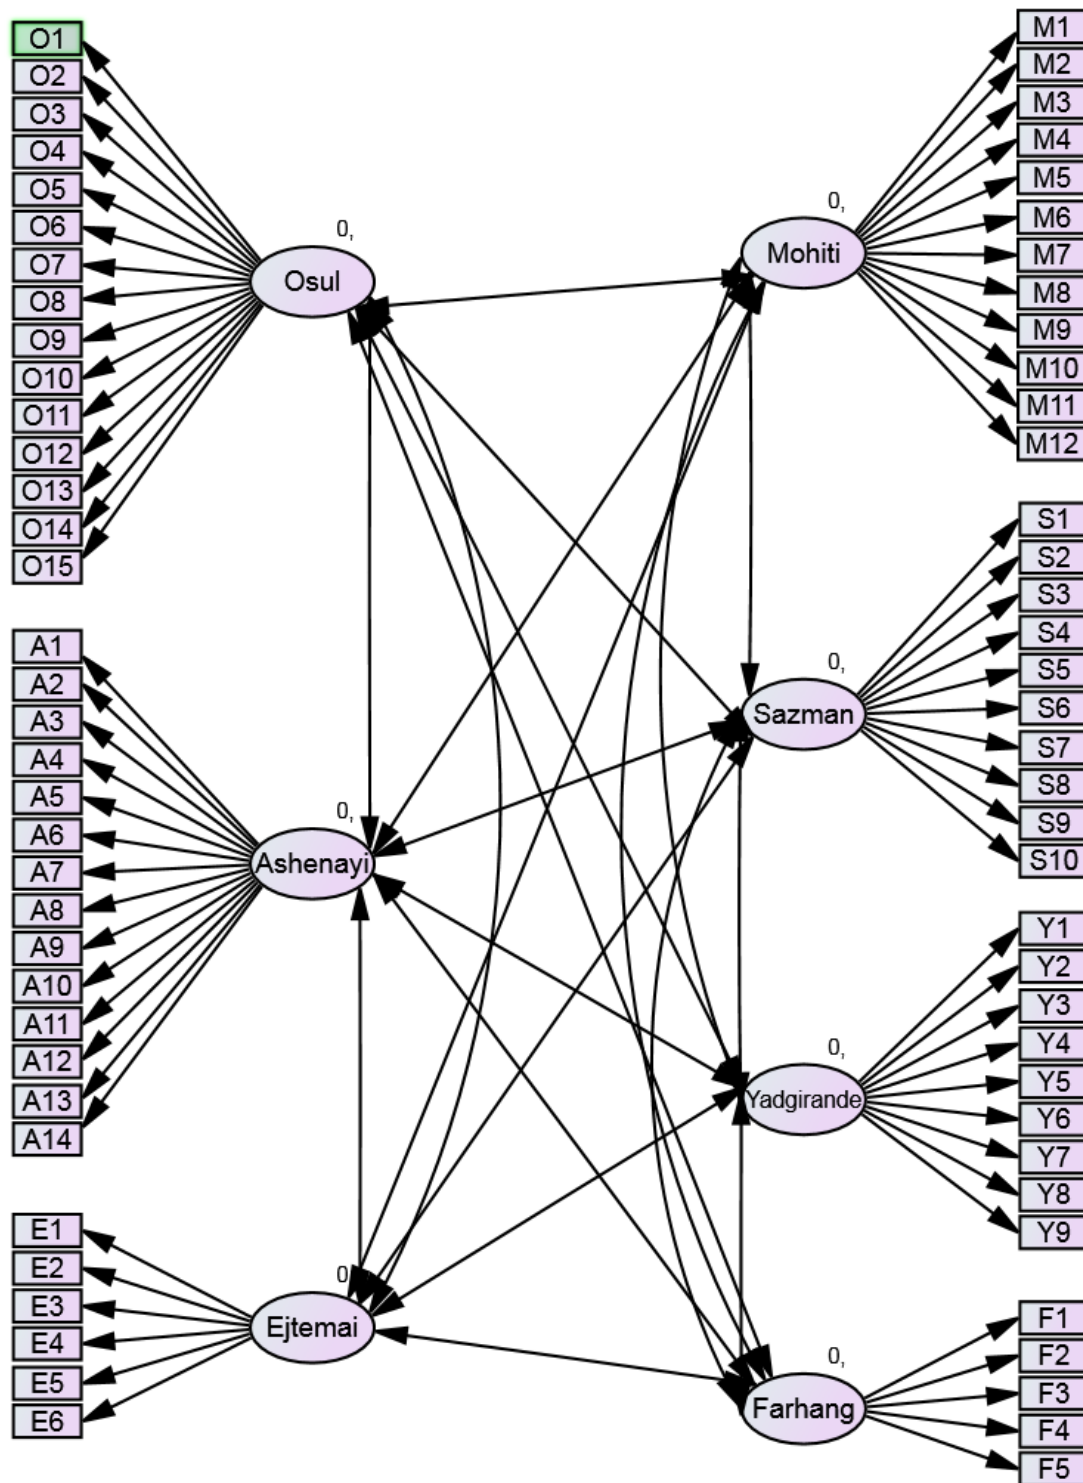 O1
O2
O3
O4
O5
O6
O7
O8
O9
O10
O11
O12
O13
O14
O15
0,
Osul
A1
A2
A3
A4
A5
A6
A7
A8
A9
A10
A11
A12
A13
A14
0,
Ashenayi
E1
E2
E3
E4
E5
E6
0
Ejtemai
M1
M2
M3
M4
M5
M6
M7
M8
M9
M10
M11
M12
0,
Mohiti
S1
S2
S3
S4
S5
S6
S7
S8
S9
S10
0,
Sazman
Y1
Y2
Y3
Y4
Y5
Y6
Y7
Y8
Y9
0,
Yadgirande
F1
F2
F3
F4
F5
0,
Farhang